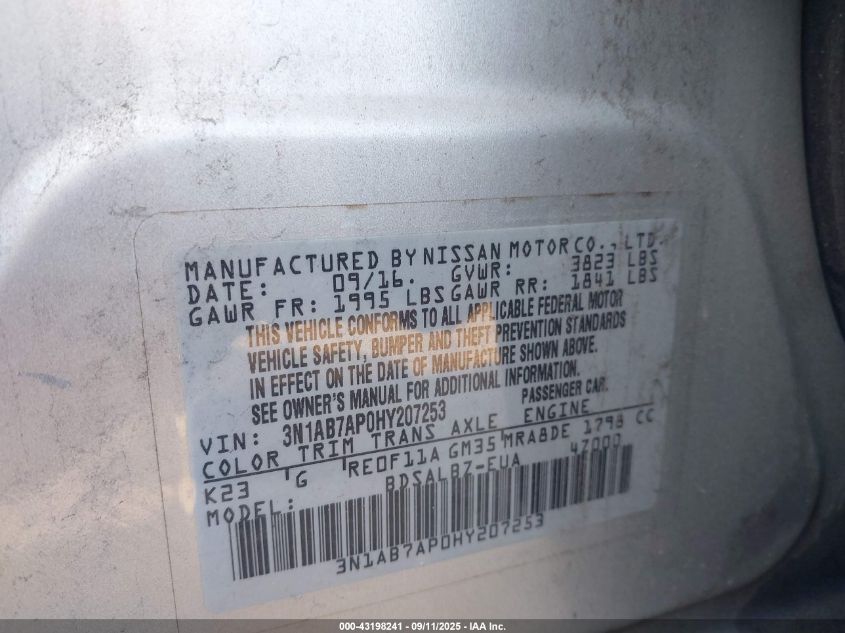 MANUFACTURED BY NISSAN MOTOR CO., LTD.
DATE: 09/16. GVWR: 3823 LBS
GAWR FR: 1995 LBS GAWR RR: 1841 LBS
THIS VEHICLE CONFORMS TO ALL APPLICABLE FEDERAL MOTOR
VEHICLE SAFETY, BUMPER AND THEFT PREVENTION STANDARDS
IN EFFECT ON THE DATE OF MANUFACTURE SHOWN ABOVE.
SEE OWNER'S MANUAL FOR ADDITIONAL INFORMATION.
VIN: 3N1AB7AP0HY207253 PASSENGER CAR.
COLOR TRIM TRANS AXLE ENGINE
K23 G RE0F11A GM35 MRA8DE 1798 CC
MODEL: BDSALBZ-EUA 47000
3N1AB7AP0HY207253
000-43198241 - 09/11/2025 - IAA Inc.